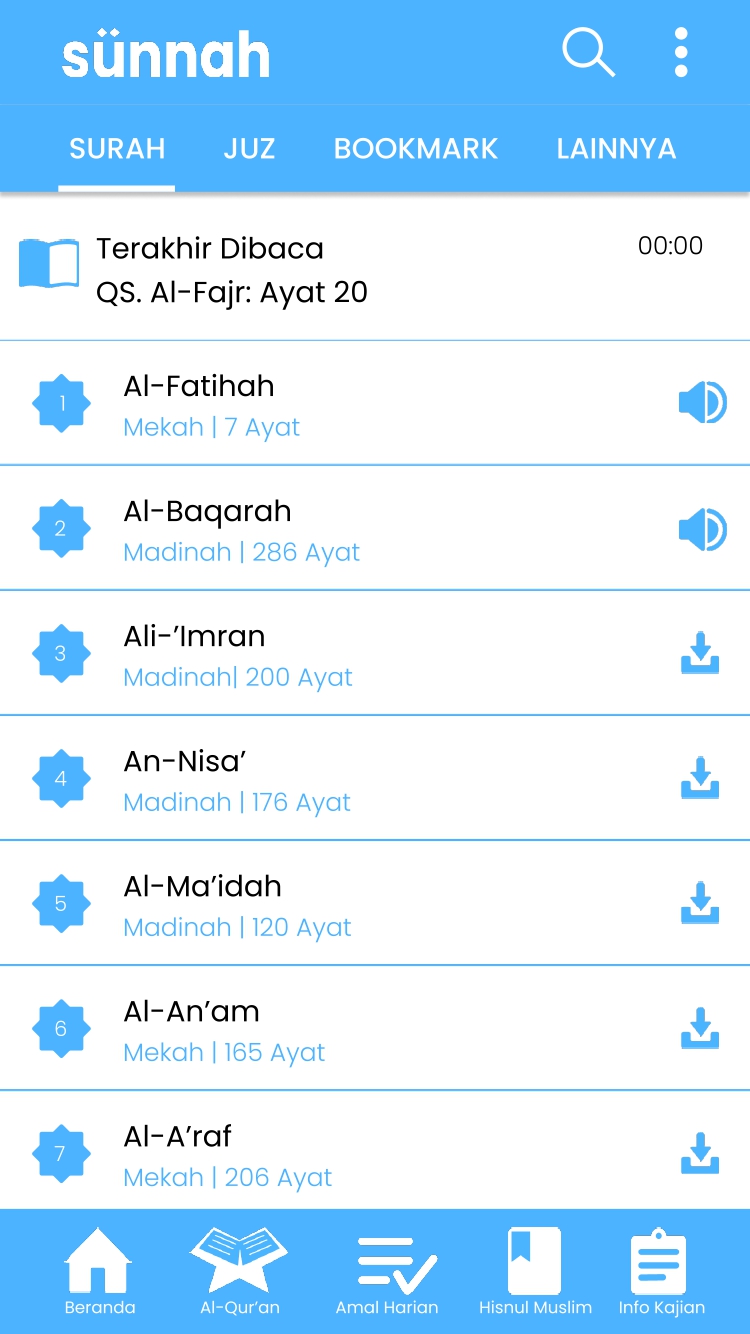 sünnah
SURAH JUZ BOOKMARK LAINNYA
Terakhir Dibaca 00:00
QS. Al-Fajr: Ayat 20
1 Al-Fatihah
Mekah | 7 Ayat
2 Al-Baqarah
Madinah | 286 Ayat
3 Ali-’Imran
Madinah| 200 Ayat
4 An-Nisa’
Madinah | 176 Ayat
5 Al-Ma’idah
Madinah | 120 Ayat
6 Al-An’am
Mekah | 165 Ayat
7 Al-A’raf
Mekah | 206 Ayat
Beranda Al-Qur’an Amal Harian Hisnul Muslim Info Kajian